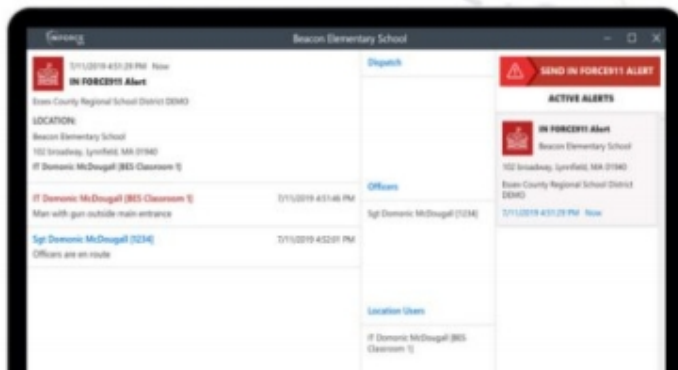 IN FORCE
Beacon Elementary School
7/11/2019 4:51:29 PM Now
IN FORCE911 Alert
Essex County Regional School District DEMO
LOCATION:
Beacon Elementary School
102 broadway, Lynnfield, MA 01940
IT Domonic McDougall [BES Classroom 1]
IT Domonic McDougall [BES Classroom 1]
7/11/2019 4:51:46 PM
Man with gun outside main entrance
Sgt Domonic McDougall [1234]
7/11/2019 4:52:01 PM
Officers are en route
Dispatch
Officers
Sgt Domonic McDougall [1234]
Location Users
IT Domonic McDougall [BES
Classroom 1]
SEND IN FORCE911 ALERT
ACTIVE ALERTS
IN FORCE911 Alert
Beacon Elementary School
102 broadway, Lynnfield, MA 01940
Essex County Regional School District
DEMO
7/11/2019 4:51:29 PM Now